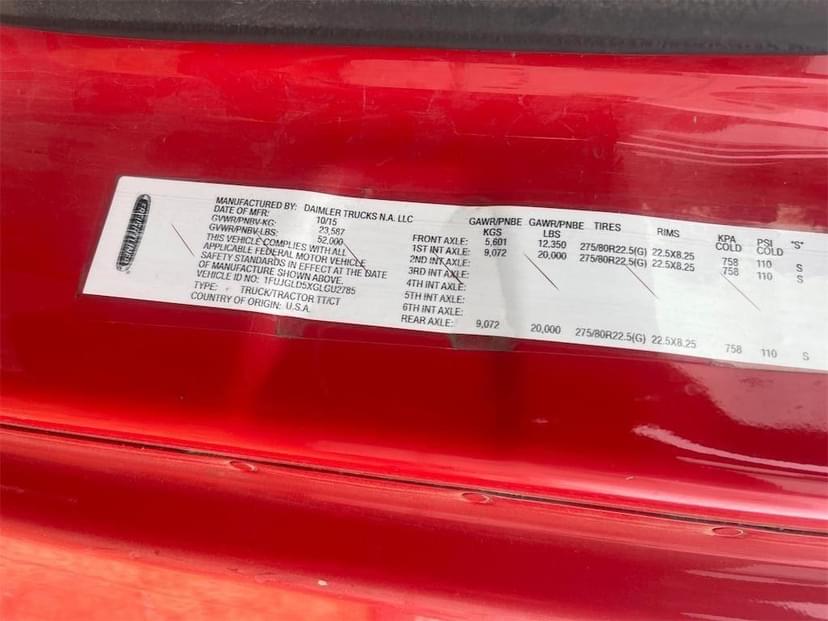 MANUFACTURED BY: DAIMLER TRUCKS N.A. LLC
DATE OF MFR: 10/15
GVWR/PNBV-KG: 23,587
GVWR/PNBV-LBS: 52,000
THIS VEHICLE COMPLIES WITH ALL
APPLICABLE FEDERAL MOTOR VEHICLE
SAFETY STANDARDS IN EFFECT AT THE DATE
OF MANUFACTURE SHOWN ABOVE.
VEHICLE ID NO.: 1FUJGLD5XGLGU2785
TYPE: TRUCK/TRACTOR TT/CT
COUNTRY OF ORIGIN: U.S.A.
GAWR/PNBE KGS GAWR/PNBE LBS TIRES RIMS KPA COLD PSI COLD "S"
FRONT AXLE: 5,601 12,350 275/80R22.5(G) 22.5X8.25 758 110 S
1ST INT AXLE: 9,072 20,000 275/80R22.5(G) 22.5X8.25 758 110 S
2ND INT AXLE:
3RD INT AXLE:
4TH INT AXLE:
5TH INT AXLE:
6TH INT AXLE:
REAR AXLE: 9,072 20,000 275/80R22.5(G) 22.5X8.25 758 110 S